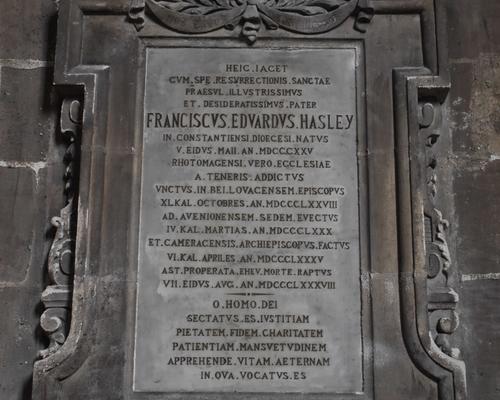 HEIC.IACET
CVM.SPE.RESVRRECTIONIS.SANCTAE
PRAESVL.ILLVSTRISSIMVS
ET.DESIDERATISSIMVS.PATER
FRANCISCVS.EDVARDVS.HASLEY
IN.CONSTANTIENSI.DIOECESI.NATVS
V.EIDVS.MAII.AN.MDCCCXXV
RHOTOMAGENSI.VERO.ECCLESIAE
A.TENERIS.ADDICTVS
VNCTVS.IN.BELLOVACENSEM.EPISCOPVS
XI.KAL.OCTOBRES.AN.MDCCCLXXVIII
AD.AVENIONENSEM.SEDEM.EVECTVS
IV.KAL.MARTIAS.AN.MDCCCLXXX
ET.CAMERACENSIS.ARCHIEPISCOPVS.FACTVS
VI.KAL.APRILES.AN.MDCCCLXXXV
AST.PROPERATA.EHEV.MORTE.RAPTVS
VII.EIDVS.AVG.AN.MDCCCLXXXVIII
O.HOMO.DEI
SECTATVS.ES.IVSTITIAM
PIETATEM.FIDEM.CHARITATEM
PATIENTIAM.MANSVETVDINEM
APPREHENDE.VITAM.AETERNAM
IN.QVA.VOCATVS.ES